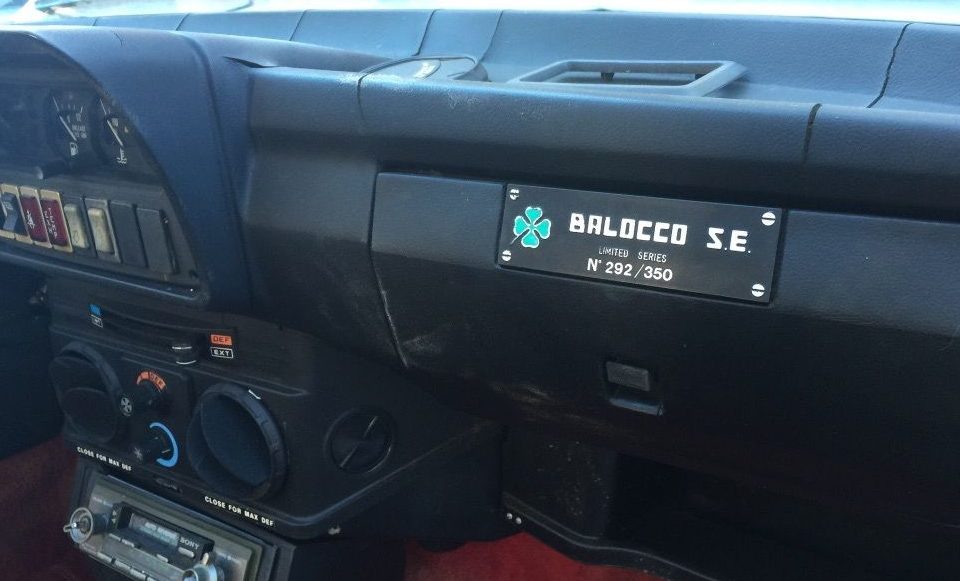 BALOCCO S.E.
LIMITED SERIES
N° 292/350
DEF
EXT
CLOSE FOR MAX DEF
CLOSE FOR MAX DEF
SONY